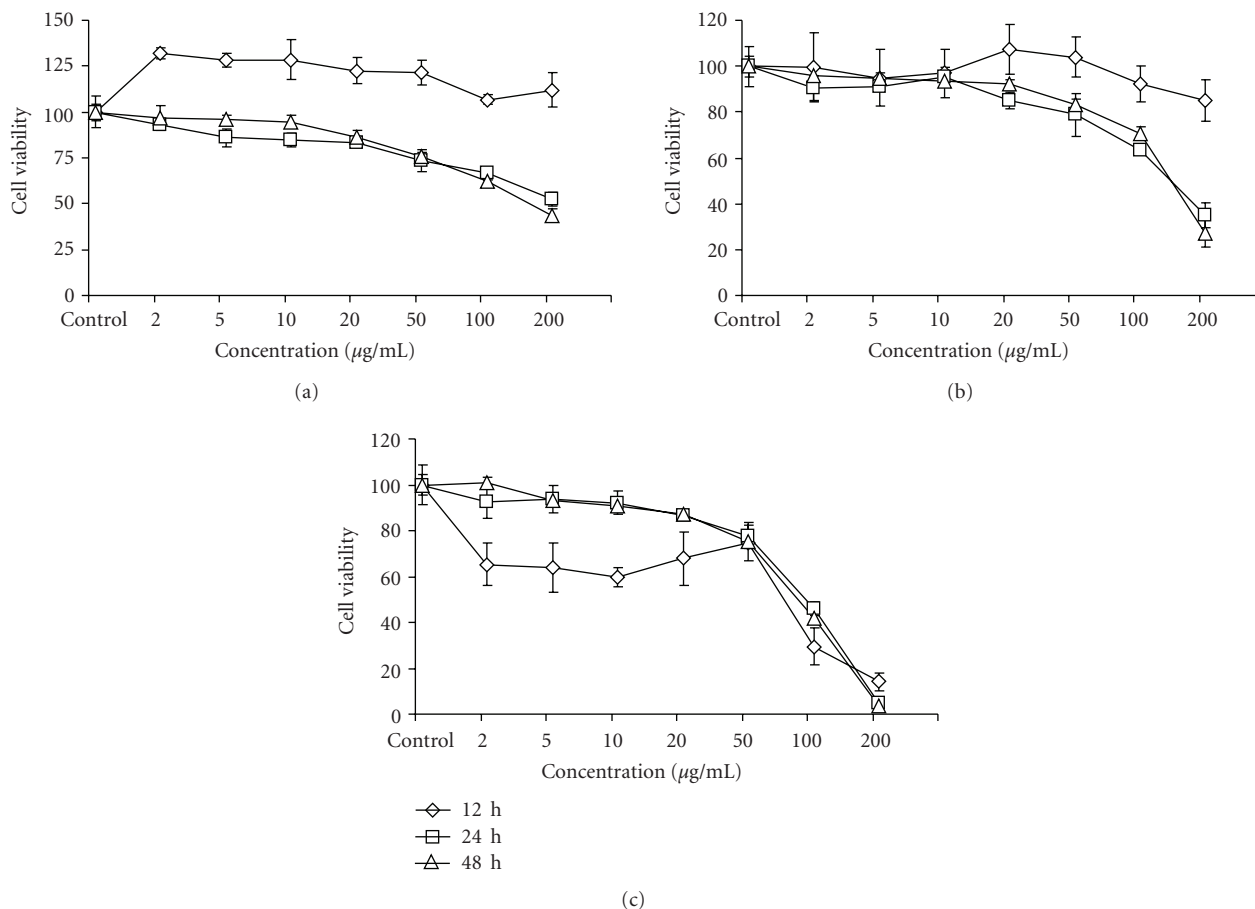 150
125
100
75
50
25
0
Cell viability
Control 2 5 10 20 50 100 200
Concentration (µg/mL)
(a)
120
100
80
60
40
20
0
Cell viability
Control 2 5 10 20 50 100 200
Concentration (µg/mL)
(b)
120
100
80
60
40
20
0
Cell viability
Control 2 5 10 20 50 100 200
Concentration (µg/mL)
12 h
24 h
48 h
(c)